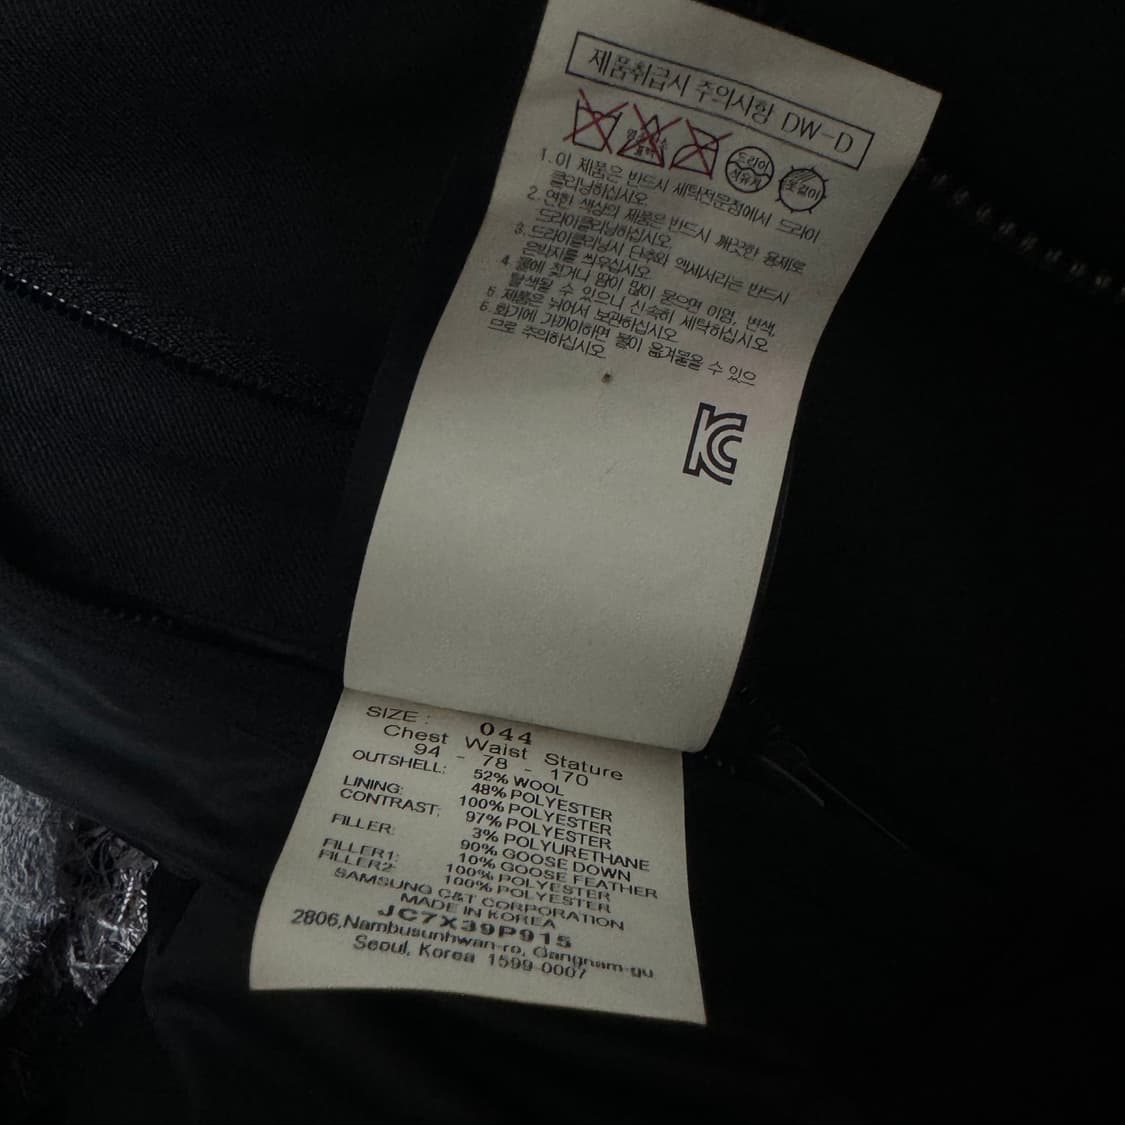 제품취급시 주의사항 DW-D
드라이
석유계
옷걸이
1. 이 제품은 반드시 세탁전문점에서 드라이
클리닝하십시오.
2. 연한 색상의 제품은 반드시 깨끗한 용제로
드라이클리닝하십시오
3. 드라이클리닝시 단추와 액세서리는 반드시
은박지를 씌우십시오.
4. 물에 젖거나 땀이 많이 묻으면 이염, 변색,
탈색될 수 있으니 신속히 세탁하십시오
5. 제품은 뉘어서 보관하십시오
6. 화기에 가까이하면 불이 옮겨붙을 수 있으
므로 주의하십시오.
KC
SIZE : 044
Chest Waist Stature
94 - 78 - 170
OUTSHELL: 52% WOOL
48% POLYESTER
LINING: 100% POLYESTER
CONTRAST: 97% POLYESTER
3% POLYURETHANE
FILLER: 90% GOOSE DOWN
10% GOOSE FEATHER
FILLER1: 100% POLYESTER
FILLER2: 100% POLYESTER
SAMSUNG C&T CORPORATION
MADE IN KOREA
JC7X39P915
2806,Nambusunhwan-ro, Gangnam-gu
Seoul, Korea 1599-0007